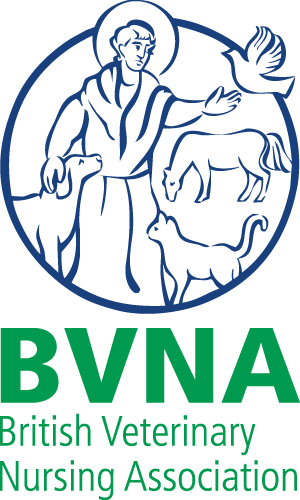 BVNA
British Veterinary
Nursing Association